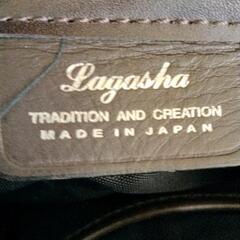 Lagasha
TRADITION AND CREATION
MADE IN JAPAN